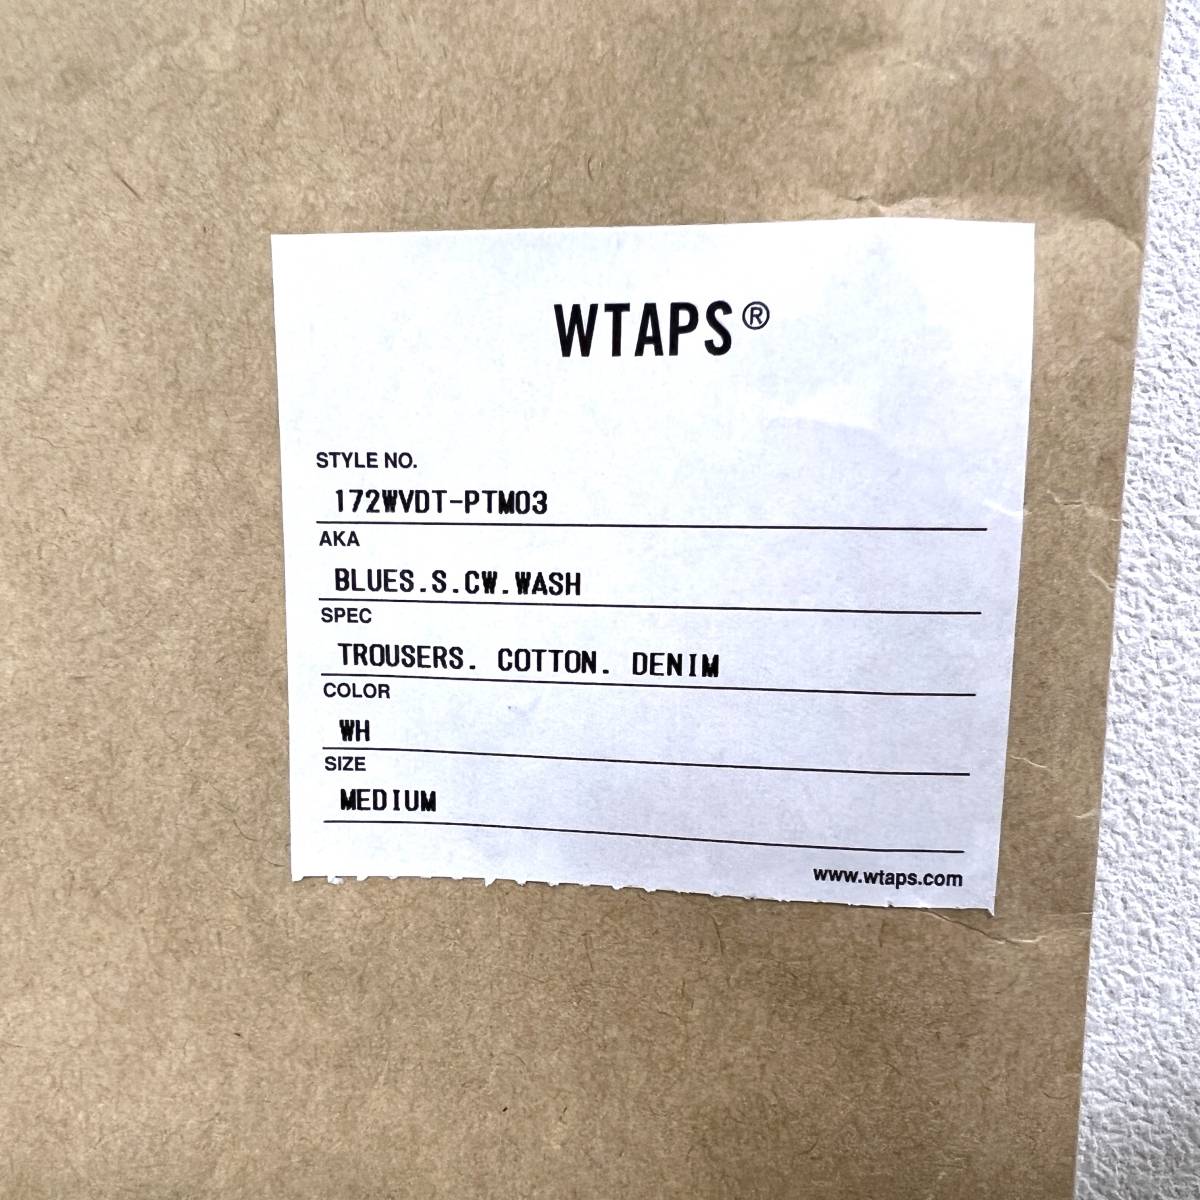 WTAPS®
STYLE NO.
172WVDT-PTM03
AKA
BLUES.S.CW.WASH
SPEC
TROUSERS. COTTON. DENIM
COLOR
WH
SIZE
MEDIUM
www.wtaps.com